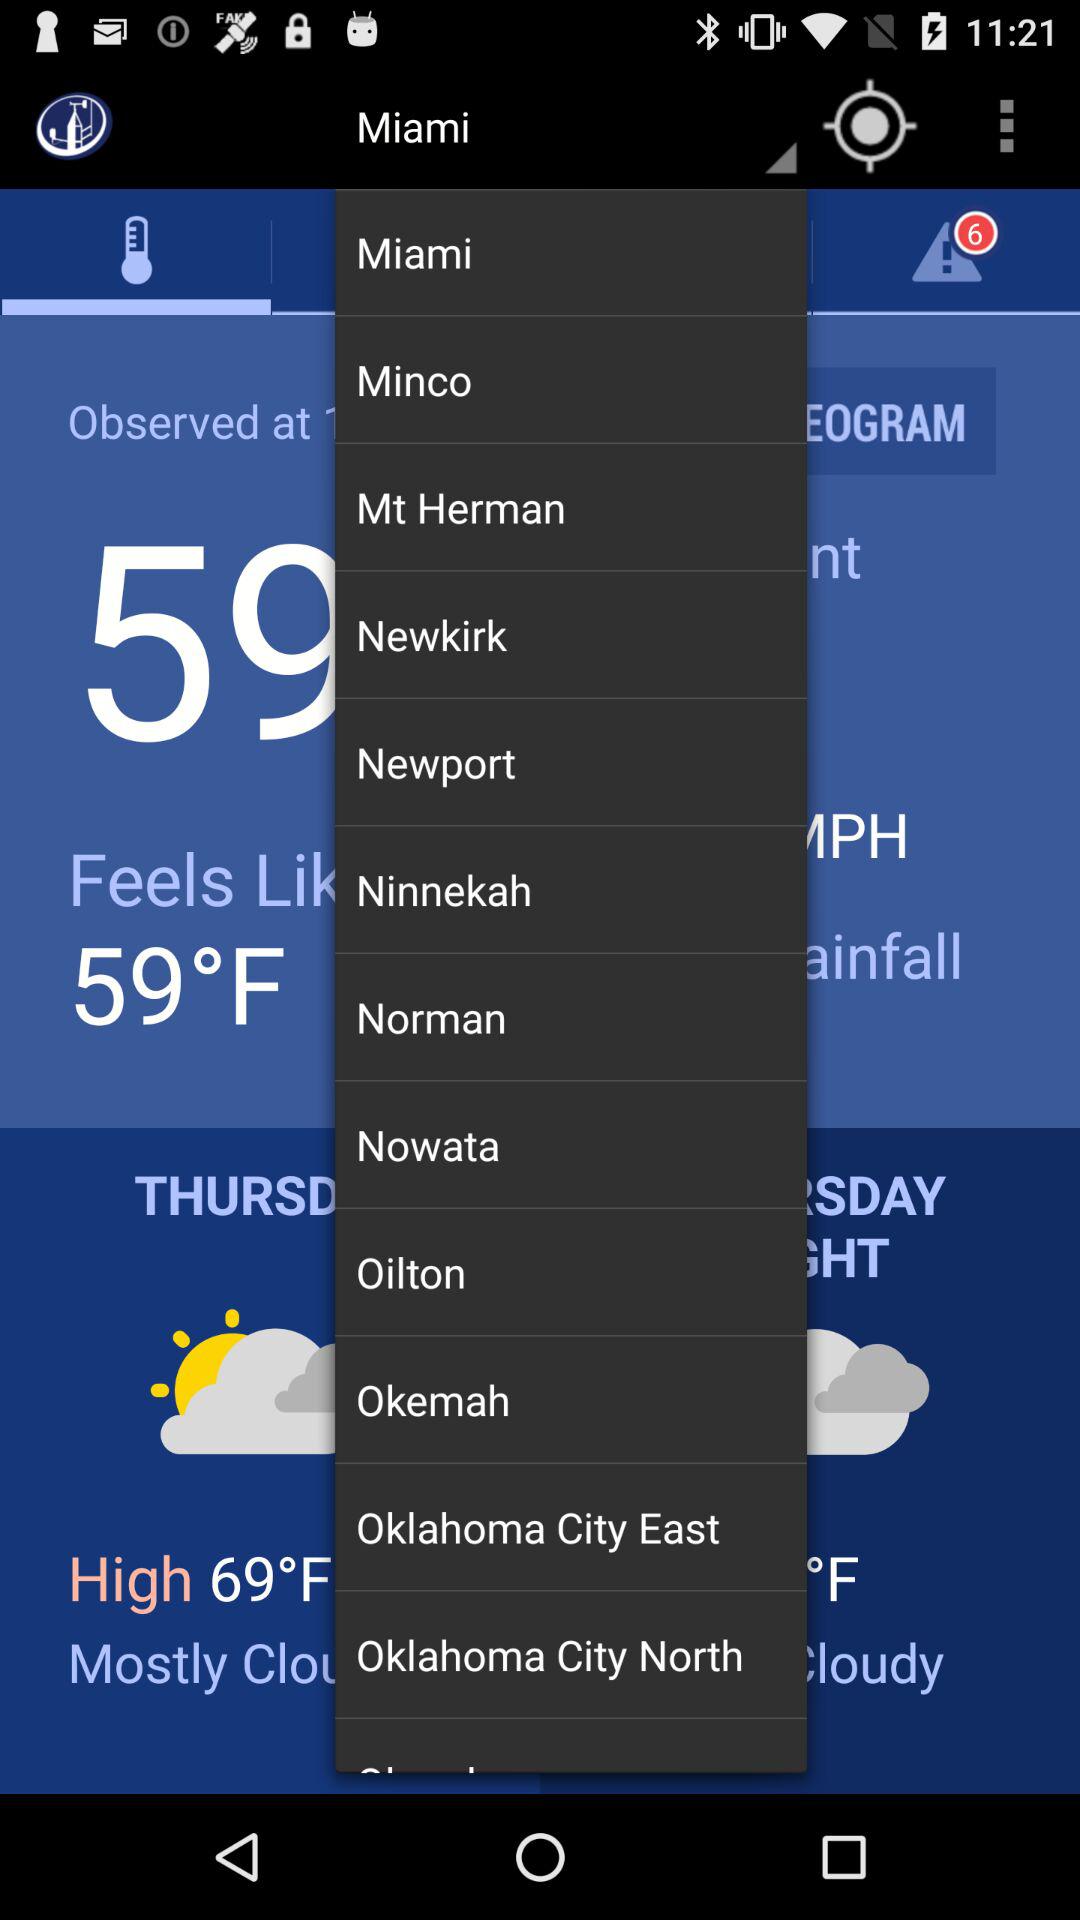 FAKE
11:21
Miami
6
Miami
Minco
Mt Herman
Newkirk
Newport
Ninnekah
Norman
Nowata
Oilton
Okemah
Oklahoma City East
Oklahoma City North
Observed at
EOGRAM
59
nt
MPH
Feels Lik
59°F
ainfall
THURSD
RSDAY
GHT
High 69°F
°F
Mostly Clou
Cloudy